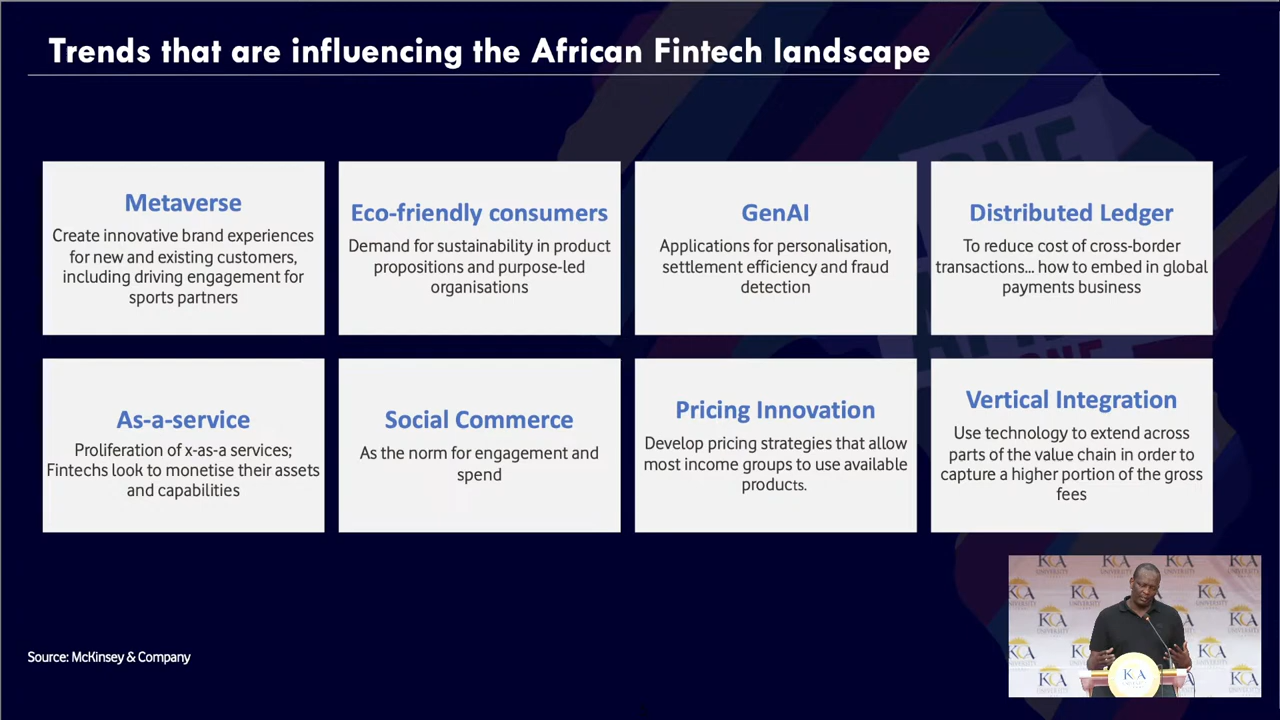 Trends that are influencing the African Fintech landscape
Metaverse
Create innovative brand experiences
for new and existing customers,
including driving engagement for
sports partners
Eco-friendly consumers
Demand for sustainability in product
propositions and purpose-led
organisations
GenAI
Applications for personalisation,
settlement efficiency and fraud
detection
Distributed Ledger
To reduce cost of cross-border
transactions... how to embed in global
payments business
As-a-service
Proliferation of x-as-a services;
Fintechs look to monetise their assets
and capabilities
Social Commerce
As the norm for engagement and
spend
Pricing Innovation
Develop pricing strategies that allow
most income groups to use available
products.
Vertical Integration
Use technology to extend across
parts of the value chain in order to
capture a higher portion of the gross
fees
Source: McKinsey & Company
KCA
UNIVERSITY